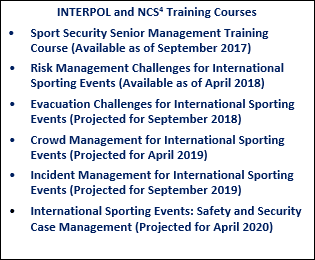 INTERPOL and NCS⁴ Training Courses
• Sport Security Senior Management Training
Course (Available as of September 2017)
• Risk Management Challenges for International
Sporting Events (Available as of April 2018)
• Evacuation Challenges for International Sporting
Events (Projected for September 2018)
• Crowd Management for International Sporting
Events (Projected for April 2019)
• Incident Management for International Sporting
Events (Projected for September 2019)
• International Sporting Events: Safety and Security
Case Management (Projected for April 2020)